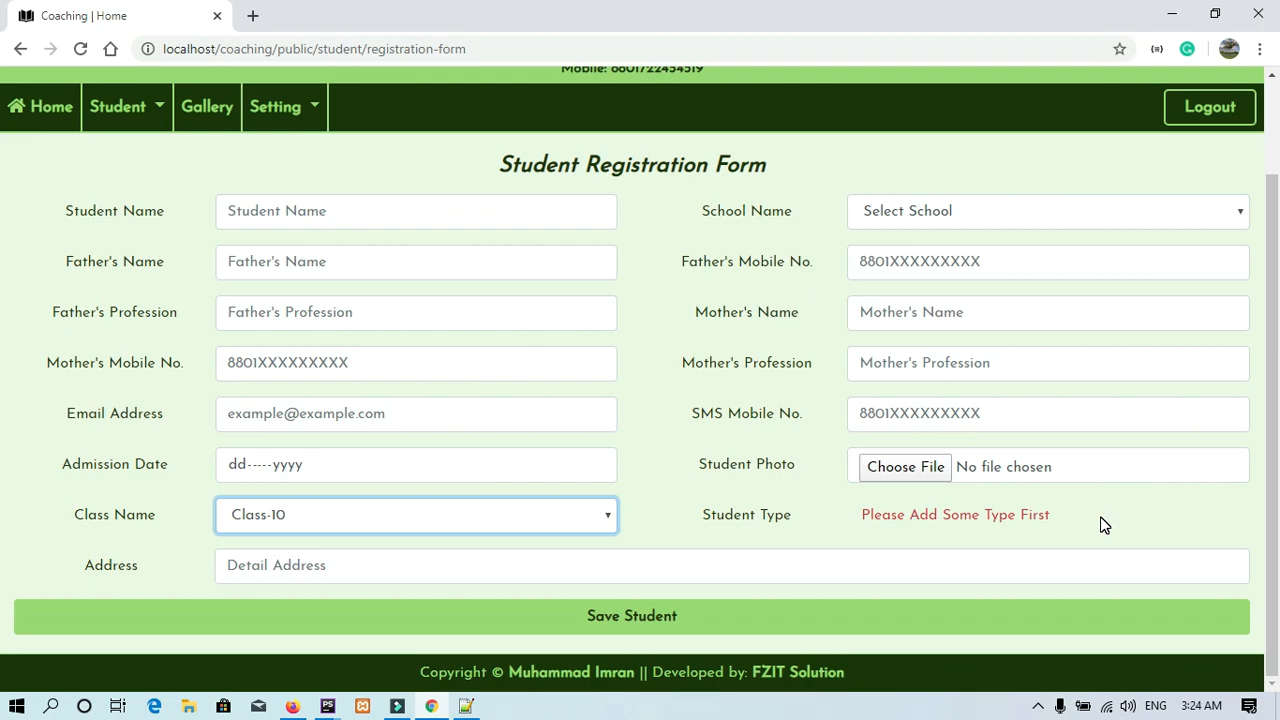 Coaching | Home
localhost/coaching/public/student/registration-form
Mobile: 8801722454519
Home Student Gallery Setting Logout
Student Registration Form
Student Name Student Name School Name Select School
Father's Name Father's Name Father's Mobile No. 8801XXXXXXXXX
Father's Profession Father's Profession Mother's Name Mother's Name
Mother's Mobile No. 8801XXXXXXXXX Mother's Profession Mother's Profession
Email Address example@example.com SMS Mobile No. 8801XXXXXXXXX
Admission Date dd-----yyyy Student Photo Choose File No file chosen
Class Name Class-10 Student Type Please Add Some Type First
Address Detail Address
Save Student
Copyright © Muhammad Imran || Developed by: FZIT Solution
ENG 3:24 AM